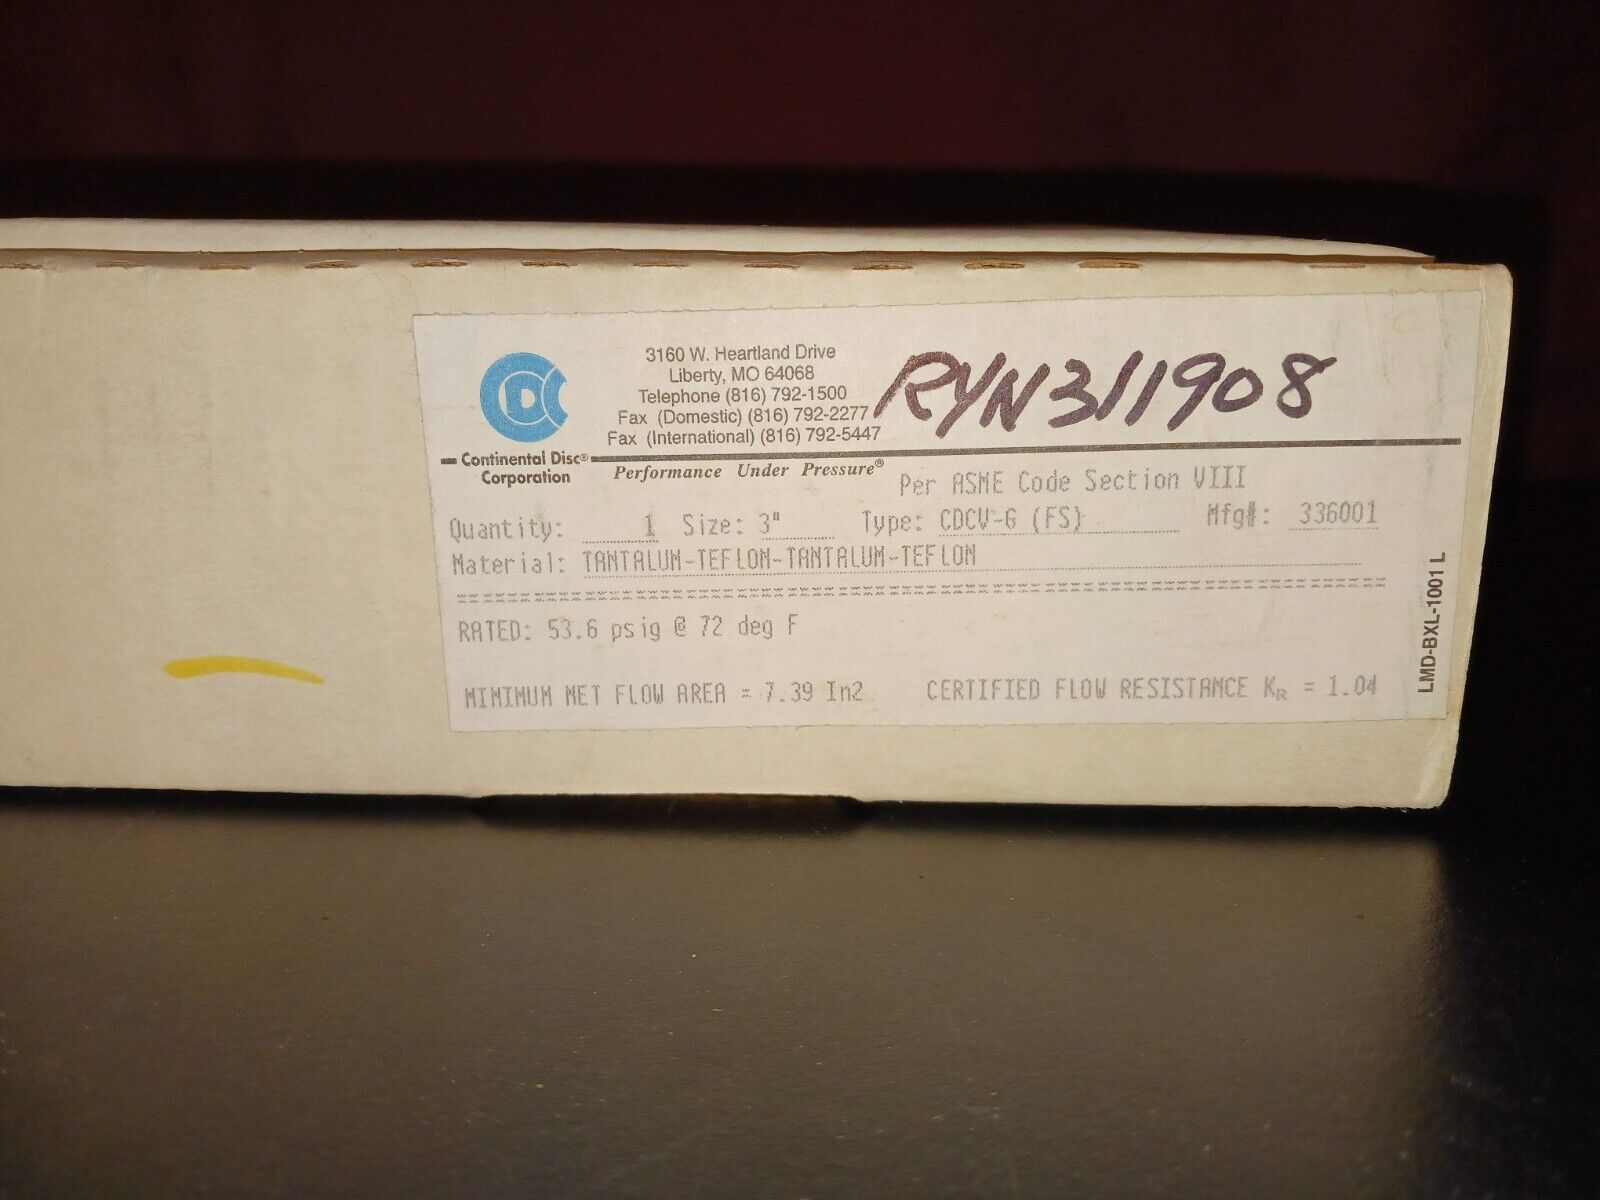 CDC
3160 W. Heartland Drive
Liberty, MO 64068
Telephone (816) 792-1500
Fax (Domestic) (816) 792-2277
Fax (International) (816) 792-5447
RYN311908
Continental Disc®
Corporation
Performance Under Pressure®
Per ASME Code Section VIII
Quantity: 1 Size: 3" Type: CDCV-G (FS) Mfg#: 336001
Material: TANTALUM-TEFLON-TANTALUM-TEFLON
RATED: 53.6 psig @ 72 deg F
MINIMUM NET FLOW AREA = 7.39 In2 CERTIFIED FLOW RESISTANCE KR = 1.04
LMD-BXL-1001 L